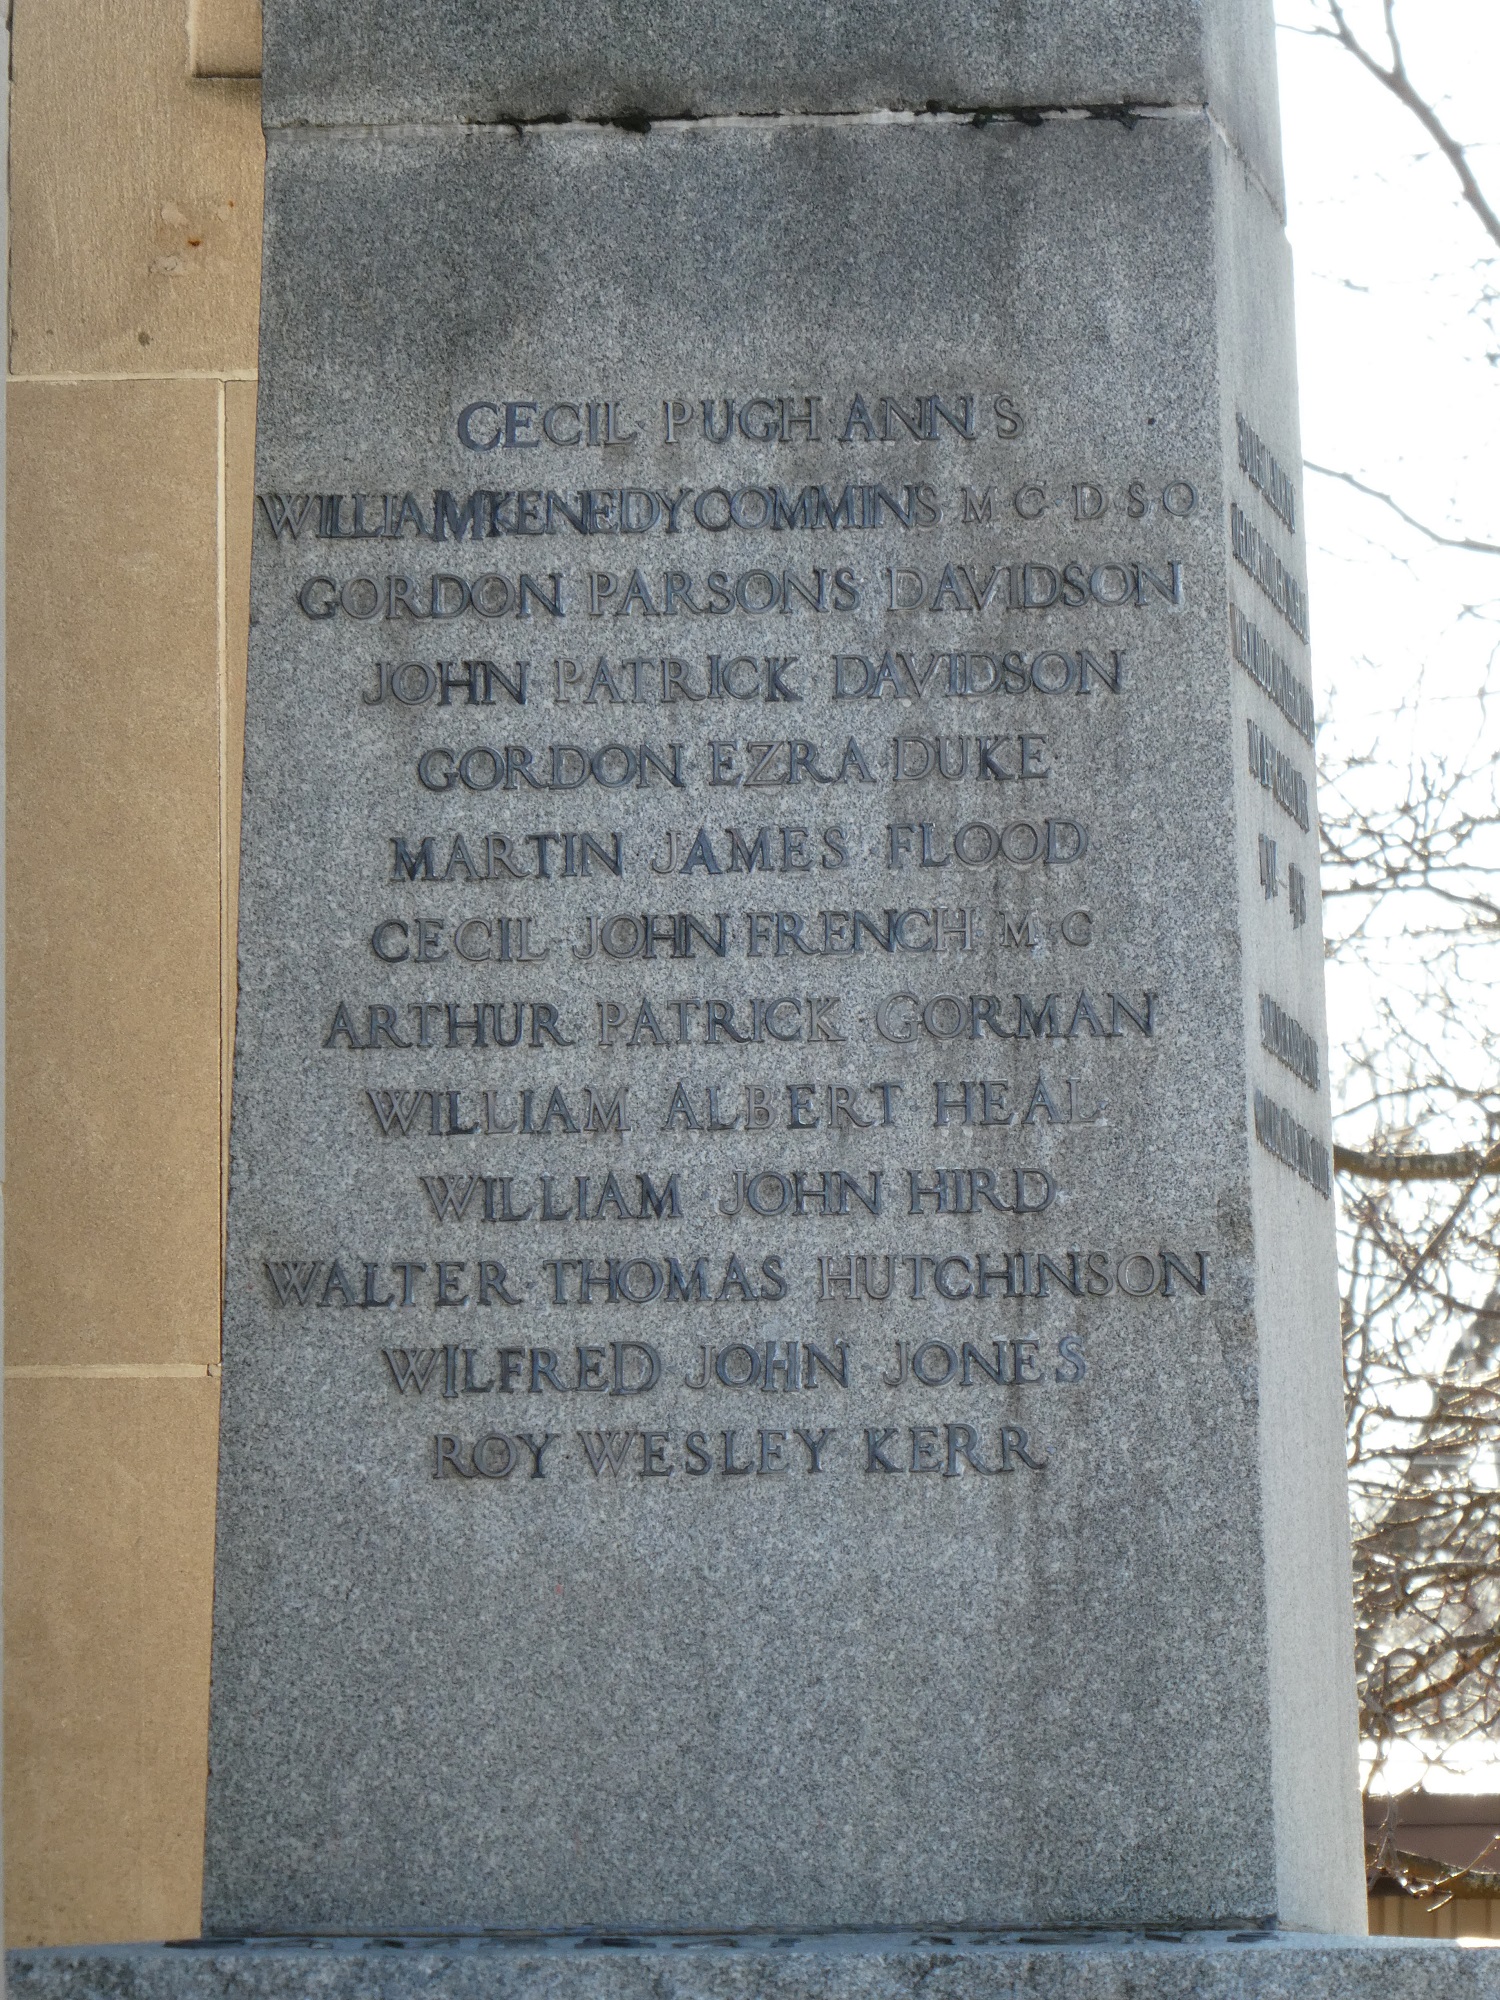 CECIL PUGH ANNS
WILLIAM KENEDY COMMINS M C D S O
GORDON PARSONS DAVIDSON
JOHN PATRICK DAVIDSON
GORDON EZRA DUKE
MARTIN JAMES FLOOD
CECIL JOHN FRENCH M C
ARTHUR PATRICK GORMAN
WILLIAM ALBERT HEAL
WILLIAM JOHN HIRD
WALTER THOMAS HUTCHINSON
WILFRED JOHN JONES
ROY WESLEY KERR